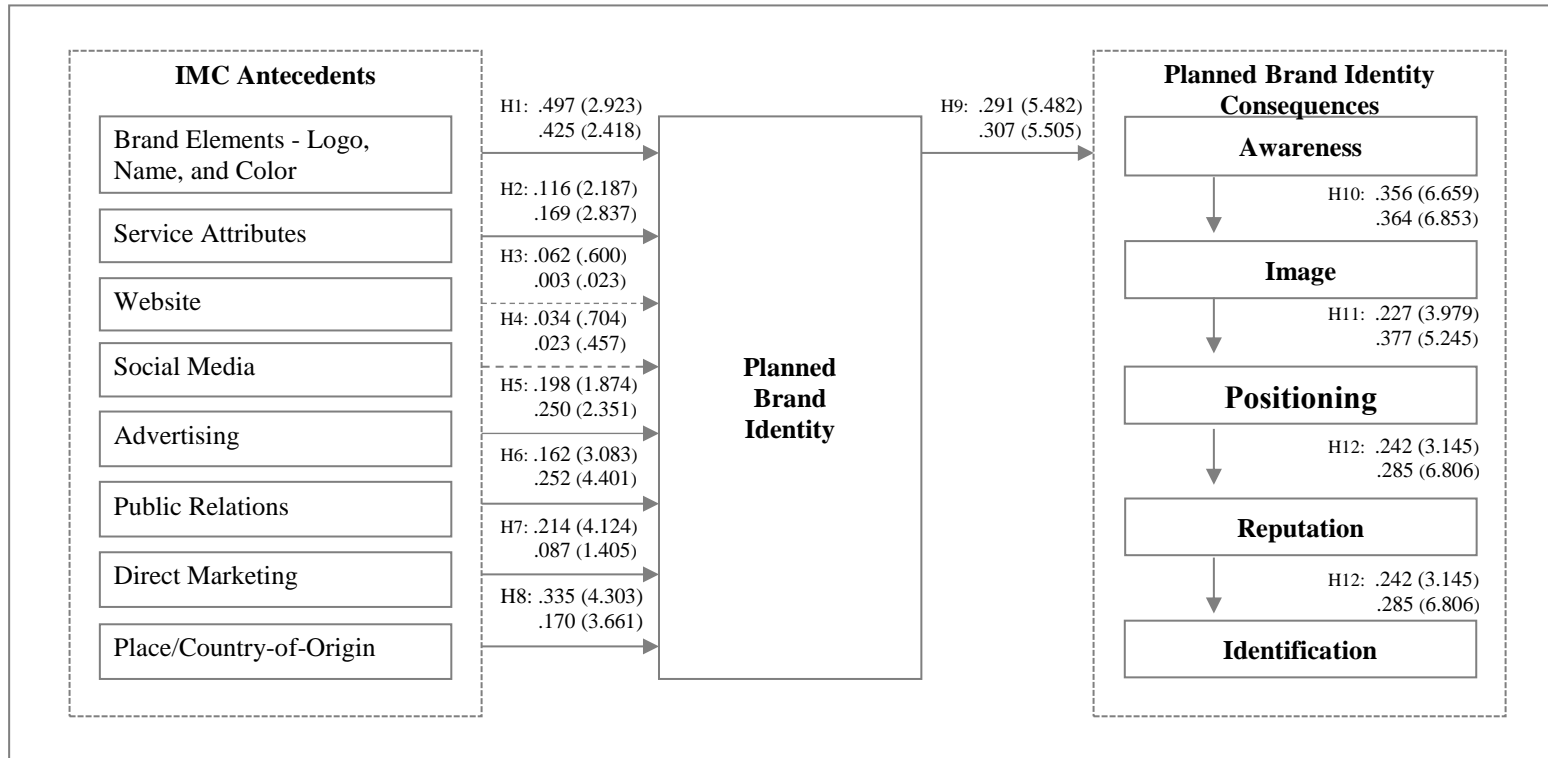 IMC Antecedents
Brand Elements - Logo,
Name, and Color
Service Attributes
Website
Social Media
Advertising
Public Relations
Direct Marketing
Place/Country-of-Origin
H1: .497 (2.923)
.425 (2.418)
H2: .116 (2.187)
.169 (2.837)
H3: .062 (.600)
.003 (.023)
H4: .034 (.704)
.023 (.457)
H5: .198 (1.874)
.250 (2.351)
H6: .162 (3.083)
.252 (4.401)
H7: .214 (4.124)
.087 (1.405)
H8: .335 (4.303)
.170 (3.661)
Planned
Brand
Identity
H9: .291 (5.482)
.307 (5.505)
Planned Brand Identity
Consequences
Awareness
H10: .356 (6.659)
.364 (6.853)
Image
H11: .227 (3.979)
.377 (5.245)
Positioning
H12: .242 (3.145)
.285 (6.806)
Reputation
H12: .242 (3.145)
.285 (6.806)
Identification